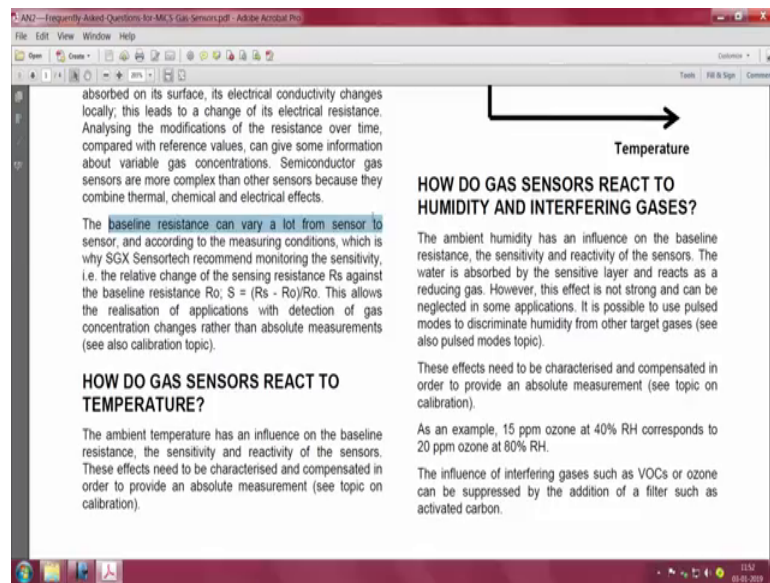 AN2—Frequently-Asked-Questions-for-MiCS-Gas-Sensors.pdf - Adobe Acrobat Pro
File Edit View Window Help
Open Create
Customize
Tools Fill & Sign Comment
absorbed on its surface, its electrical conductivity changes
locally; this leads to a change of its electrical resistance.
Analysing the modifications of the resistance over time,
compared with reference values, can give some information
about variable gas concentrations. Semiconductor gas
sensors are more complex than other sensors because they
combine thermal, chemical and electrical effects.
The baseline resistance can vary a lot from sensor to
sensor, and according to the measuring conditions, which is
why SGX Sensortech recommend monitoring the sensitivity,
i.e. the relative change of the sensing resistance Rs against
the baseline resistance Ro; S = (Rs - Ro)/Ro. This allows
the realisation of applications with detection of gas
concentration changes rather than absolute measurements
(see also calibration topic).
HOW DO GAS SENSORS REACT TO
TEMPERATURE?
The ambient temperature has an influence on the baseline
resistance, the sensitivity and reactivity of the sensors.
These effects need to be characterised and compensated in
order to provide an absolute measurement (see topic on
calibration).
Temperature
HOW DO GAS SENSORS REACT TO
HUMIDITY AND INTERFERING GASES?
The ambient humidity has an influence on the baseline
resistance, the sensitivity and reactivity of the sensors. The
water is absorbed by the sensitive layer and reacts as a
reducing gas. However, this effect is not strong and can be
neglected in some applications. It is possible to use pulsed
modes to discriminate humidity from other target gases (see
also pulsed modes topic).
These effects need to be characterised and compensated in
order to provide an absolute measurement (see topic on
calibration).
As an example, 15 ppm ozone at 40% RH corresponds to
20 ppm ozone at 80% RH.
The influence of interfering gases such as VOCs or ozone
can be suppressed by the addition of a filter such as
activated carbon.
11:52
03-01-2019